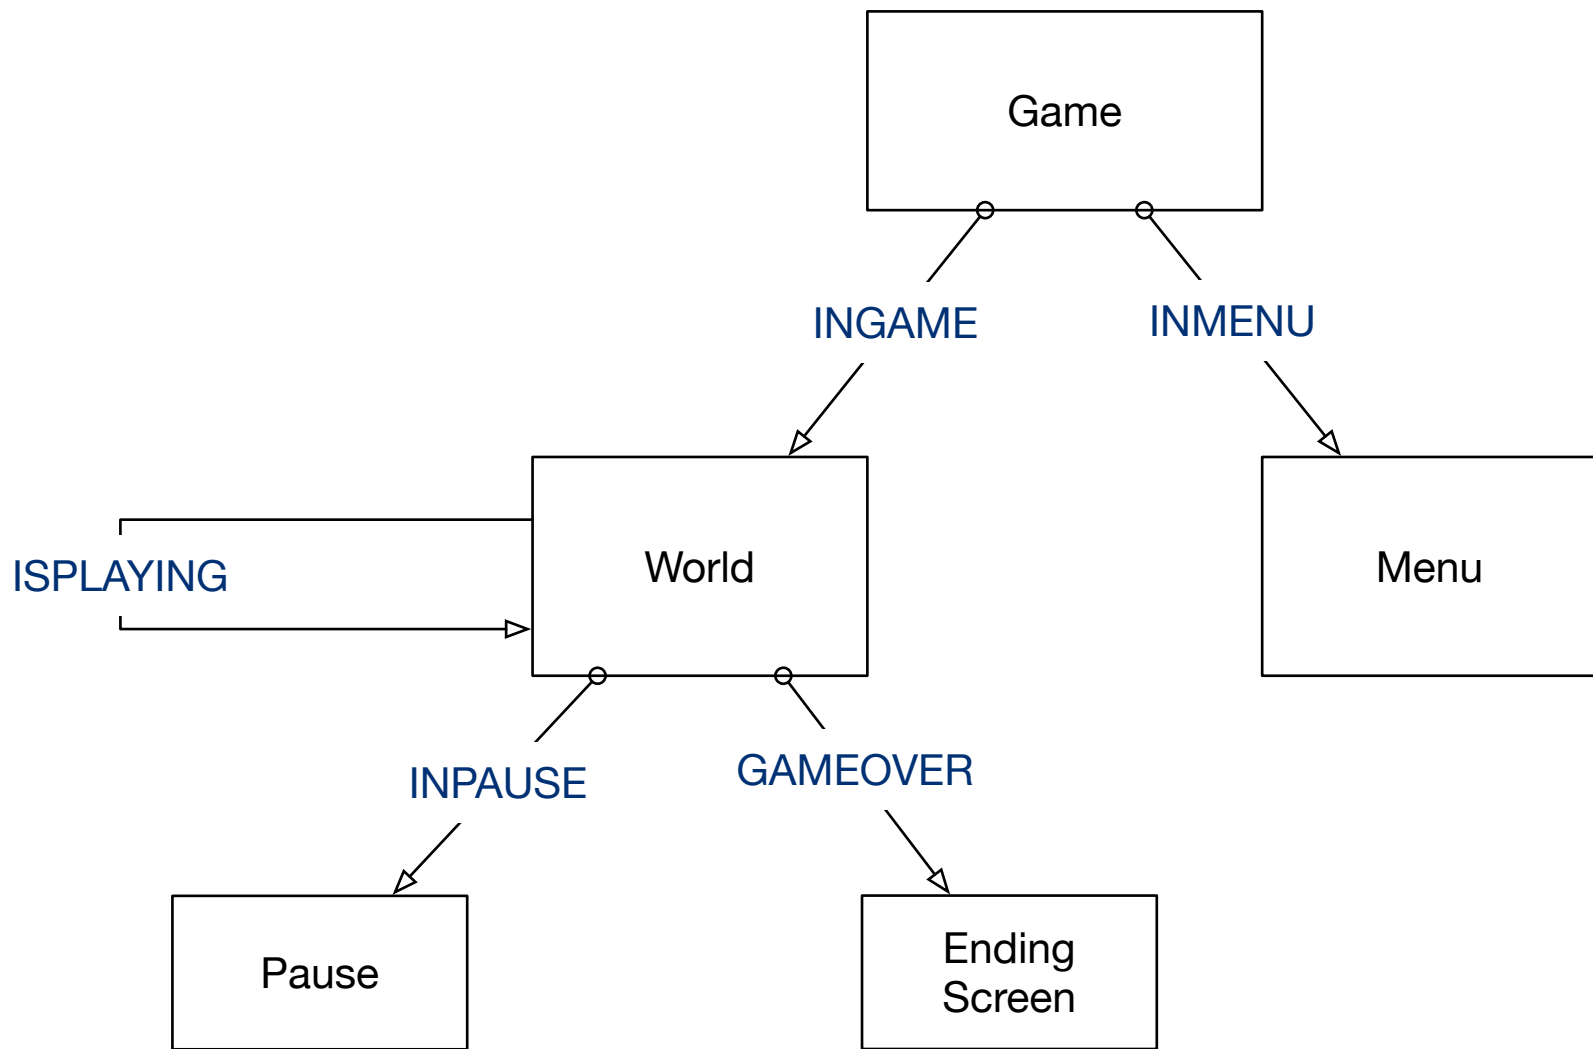 Game
INGAME
INMENU
ISPLAYING
World
Menu
INPAUSE
GAMEOVER
Pause
Ending
Screen